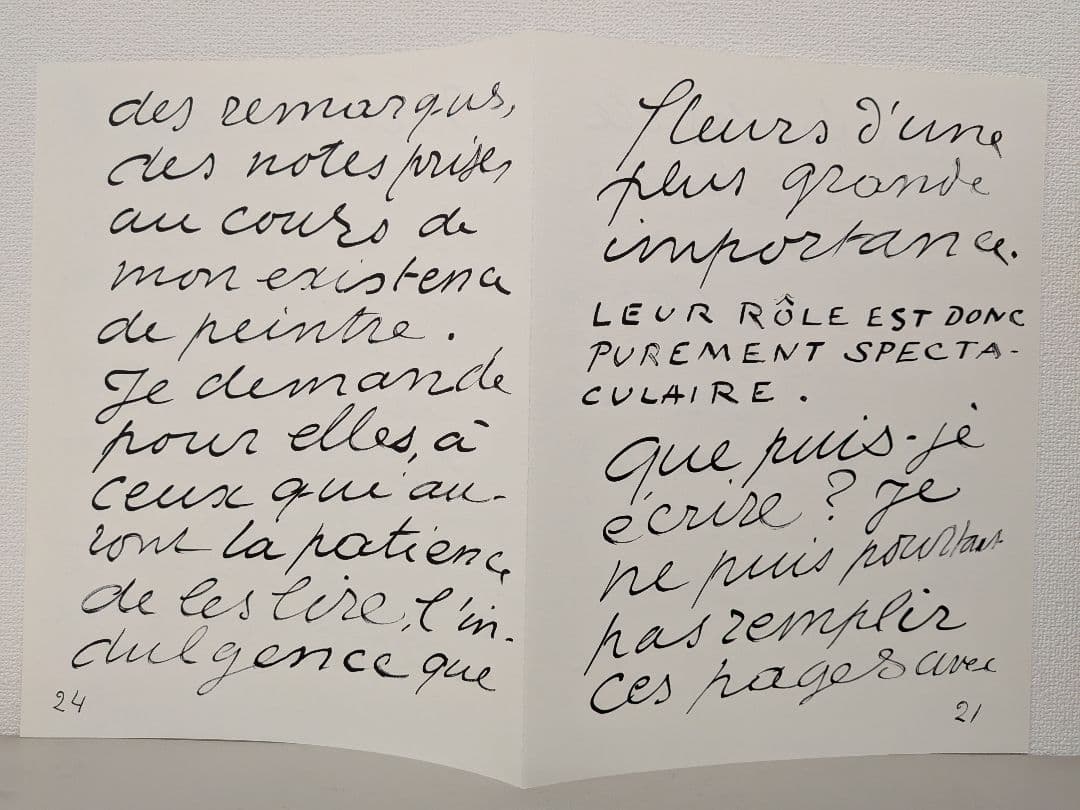 des remarques,
des notes prises
au cours de
mon existence
de peintre.
Je demande
pour elles, à
ceux qui au-
ront la patience
de les lire, l'in-
dulgence que
24
fleurs d'une
plus grande
importance.
LEUR RÔLE EST DONC
PUREMENT SPECTA-
CULAIRE.
Que puis-je
écrire? Je
ne puis pourtant
pas remplir
ces pages avec
21